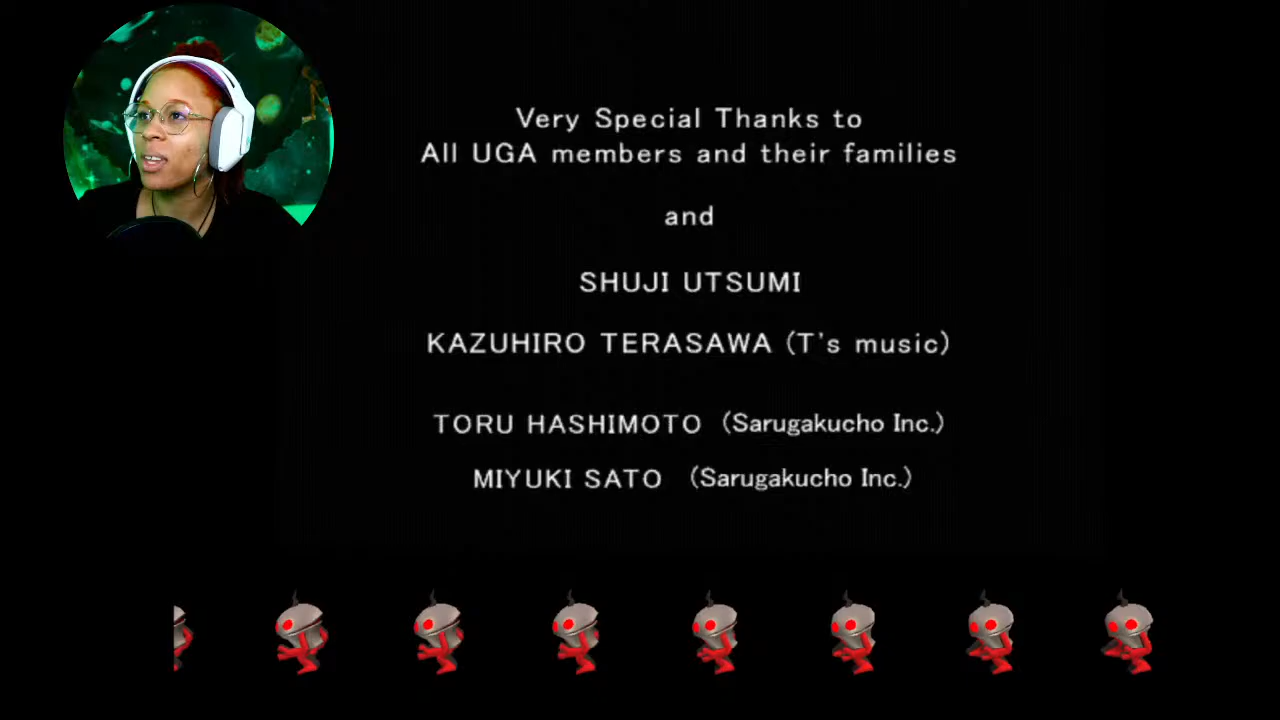 Very Special Thanks to
All UGA members and their families
and
SHUJI UTSUMI
KAZUHIRO TERASAWA (T's music)
TORU HASHIMOTO (Sarugakucho Inc.)
MIYUKI SATO (Sarugakucho Inc.)